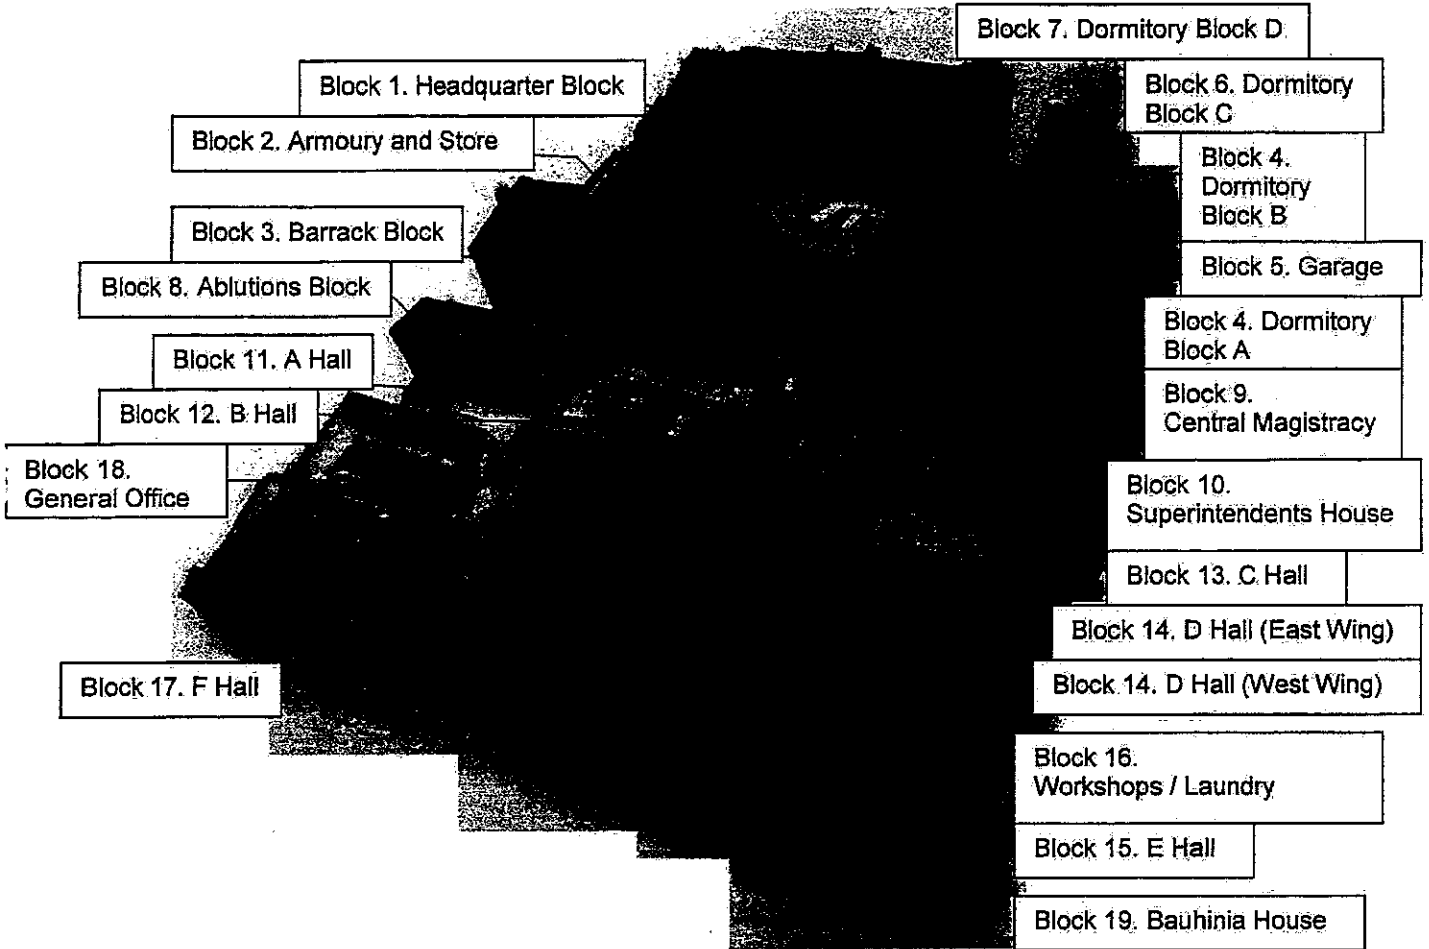 Block 7. Dormitory Block D
Block 1. Headquarter Block
Block 6. Dormitory
Block C
Block 2. Armoury and Store
Block 4.
Dormitory
Block B
Block 3. Barrack Block
Block 5. Garage
Block 8. Ablutions Block
Block 4. Dormitory
Block A
Block 11. A Hall
Block 9.
Central Magistracy
Block 12. B Hall
Block 18.
General Office
Block 10.
Superintendents House
Block 13. C Hall
Block 14. D Hall (East Wing)
Block 17. F Hall
Block 14. D Hall (West Wing)
Block 16.
Workshops / Laundry
Block 15. E Hall
Block 19. Bauhinia House